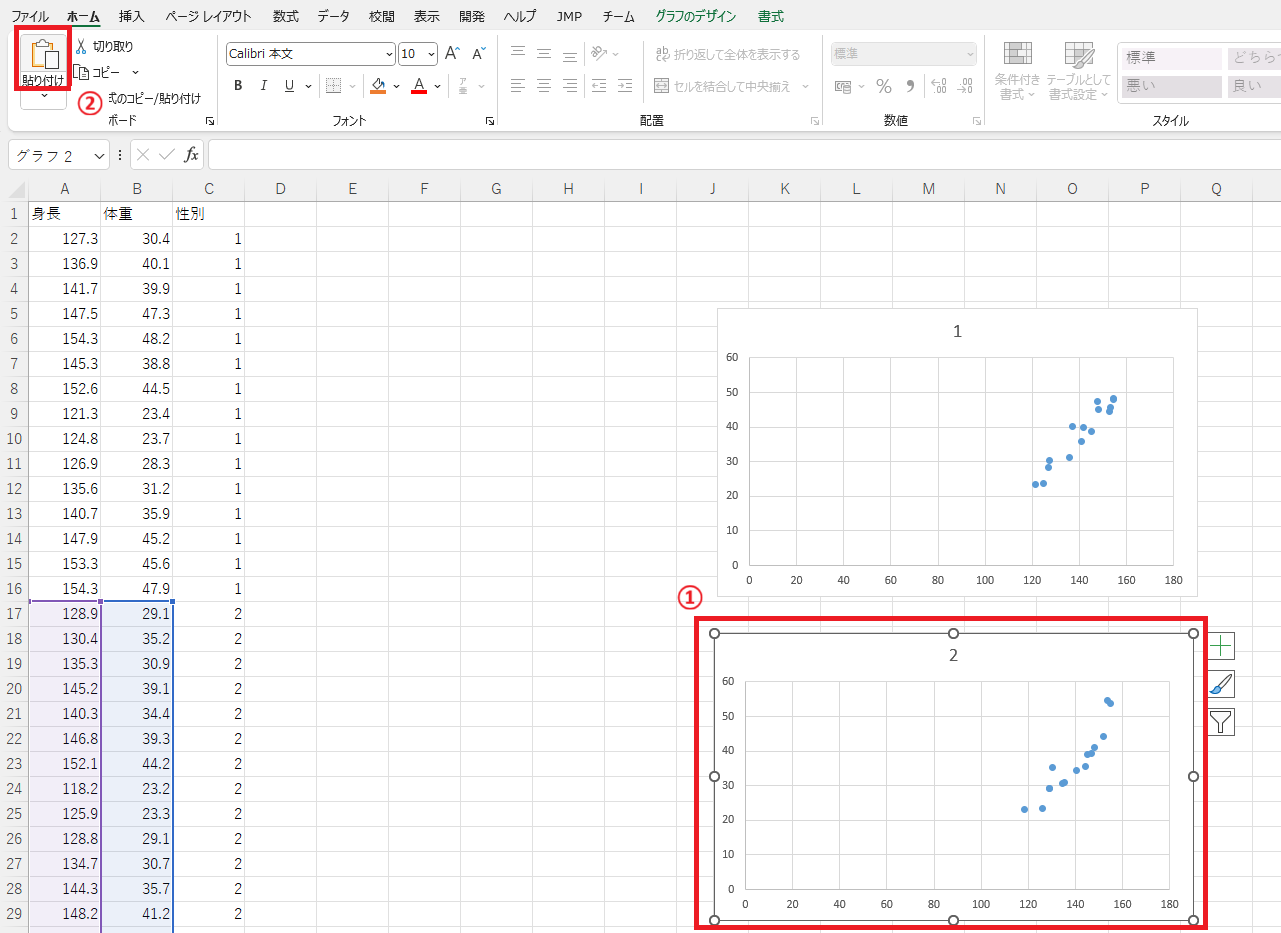 ファイル ホーム 挿入 ページ レイアウト 数式 データ 校閲 表示 開発 ヘルプ JMP チーム グラフのデザイン 書式
貼り付け
切り取り
コピー
② 式のコピー/貼り付け
ボード
Calibri 本文 10 A A
B I U A
フォント
ab 折り返して全体を表示する
セルを結合して中央揃え
配置
標準
% 9
数値
条件付き書式
テーブルとして書式設定
標準 どちらで
悪い 良い
スタイル
グラフ 2 fx
A B C D E F G H I J K L M N O P Q
1 身長 体重 性別
2 127.3 30.4 1
3 136.9 40.1 1
4 141.7 39.9 1
5 147.5 47.3 1
6 154.3 48.2 1
7 145.3 38.8 1
8 152.6 44.5 1
9 121.3 23.4 1
10 124.8 23.7 1
11 126.9 28.3 1
12 135.6 31.2 1
13 140.7 35.9 1
14 147.9 45.2 1
15 153.3 45.6 1
16 154.3 47.9 1
17 128.9 29.1 2
18 130.4 35.2 2
19 135.3 30.9 2
20 145.2 39.1 2
21 140.3 34.4 2
22 146.8 39.3 2
23 152.1 44.2 2
24 118.2 23.2 2
25 125.9 23.3 2
26 128.8 29.1 2
27 134.7 30.7 2
28 144.3 35.7 2
29 148.2 41.2 2
1
60
50
40
30
20
10
0
0 20 40 60 80 100 120 140 160 180
①
2
60
50
40
30
20
10
0
0 20 40 60 80 100 120 140 160 180